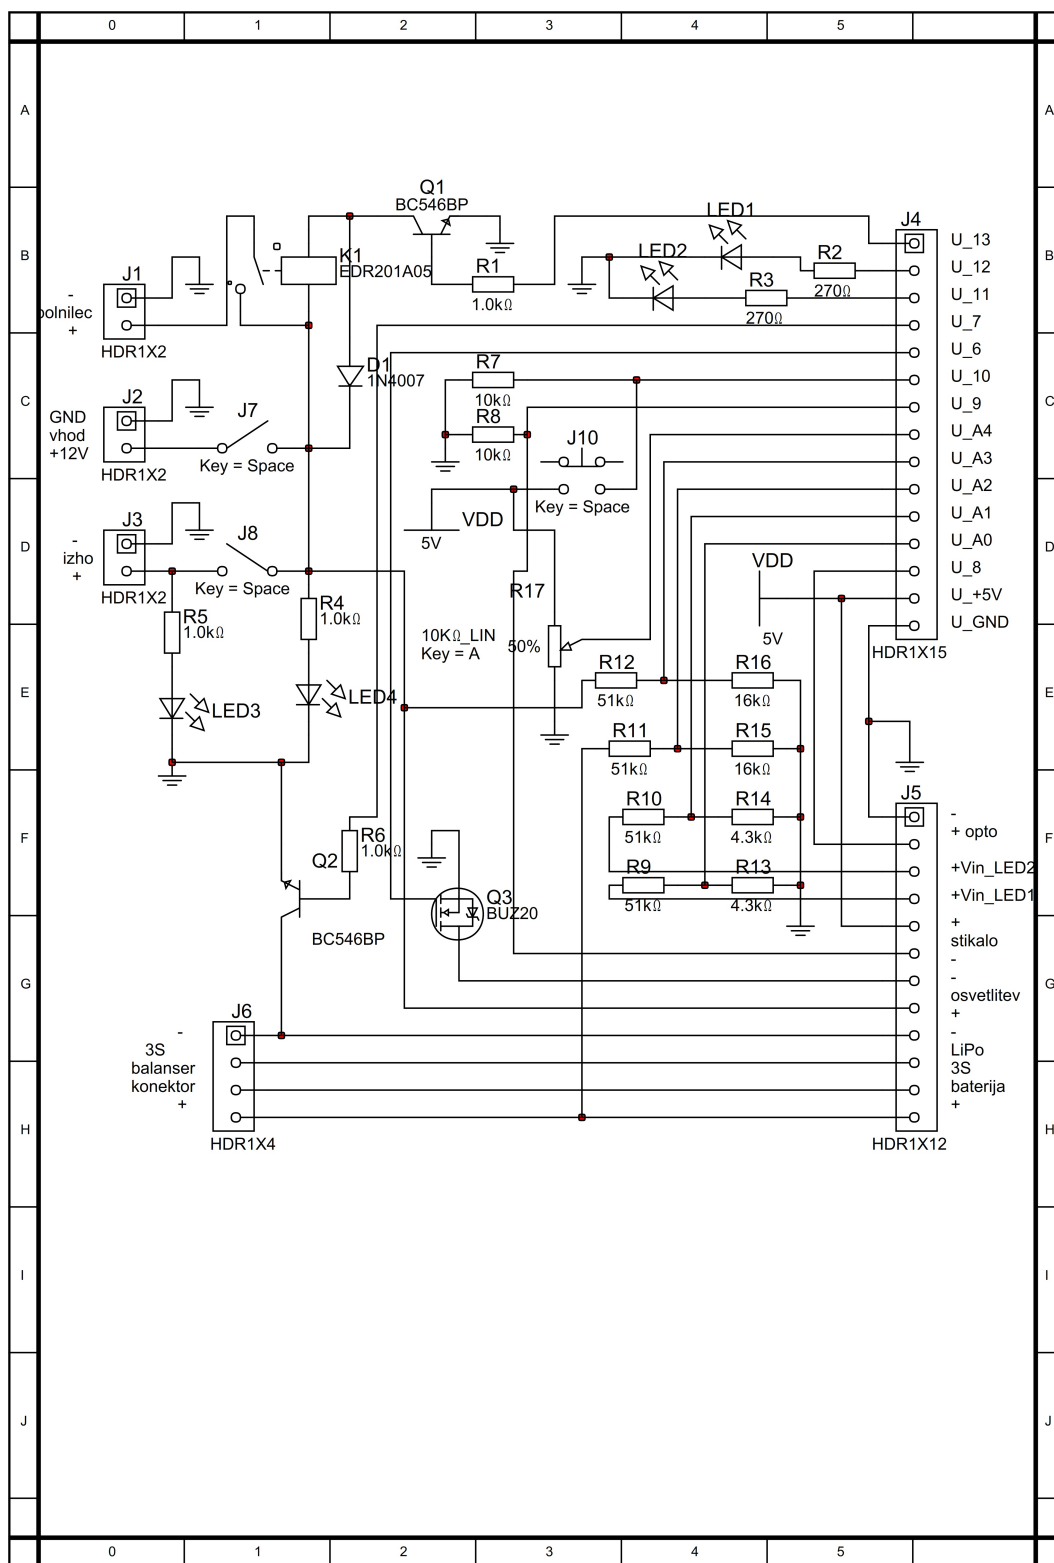 0 1 2 3 4 5
A A
B B
C C
D D
E E
F F
G G
H H
I I
J J
Q1
BC546BP
LED1
J4
U_13
U_12
U_11
U_7
U_6
U_10
U_9
U_A4
U_A3
U_A2
U_A1
U_A0
U_8
U_+5V
U_GND
HDR1X15
LED2
R2
270Ω
R3
270Ω
K1
EDR201A05
R1
1.0kΩ
J1
-
polnilec
+
HDR1X2
D1
1N4007
R7
10kΩ
R8
10kΩ
J2
GND
vhod
+12V
HDR1X2
J7
Key = Space
J10
Key = Space
VDD
5V
J3
-
izho
+
HDR1X2
J8
Key = Space
VDD
5V
R17
10KΩ_LIN
Key = A
50%
R5
1.0kΩ
R4
1.0kΩ
LED3
LED4
R12
51kΩ
R16
16kΩ
R11
51kΩ
R15
16kΩ
R10
51kΩ
R14
4.3kΩ
R9
51kΩ
R13
4.3kΩ
R6
1.0kΩ
Q2
BC546BP
Q3
BUZ20
J5
-
+ opto
+Vin_LED2
+Vin_LED1
+
stikalo
-
-
osvetlitev
+
-
LiPo
3S
baterija
+
HDR1X12
J6
-
3S
balanser
konektor
+
HDR1X4
0 1 2 3 4 5